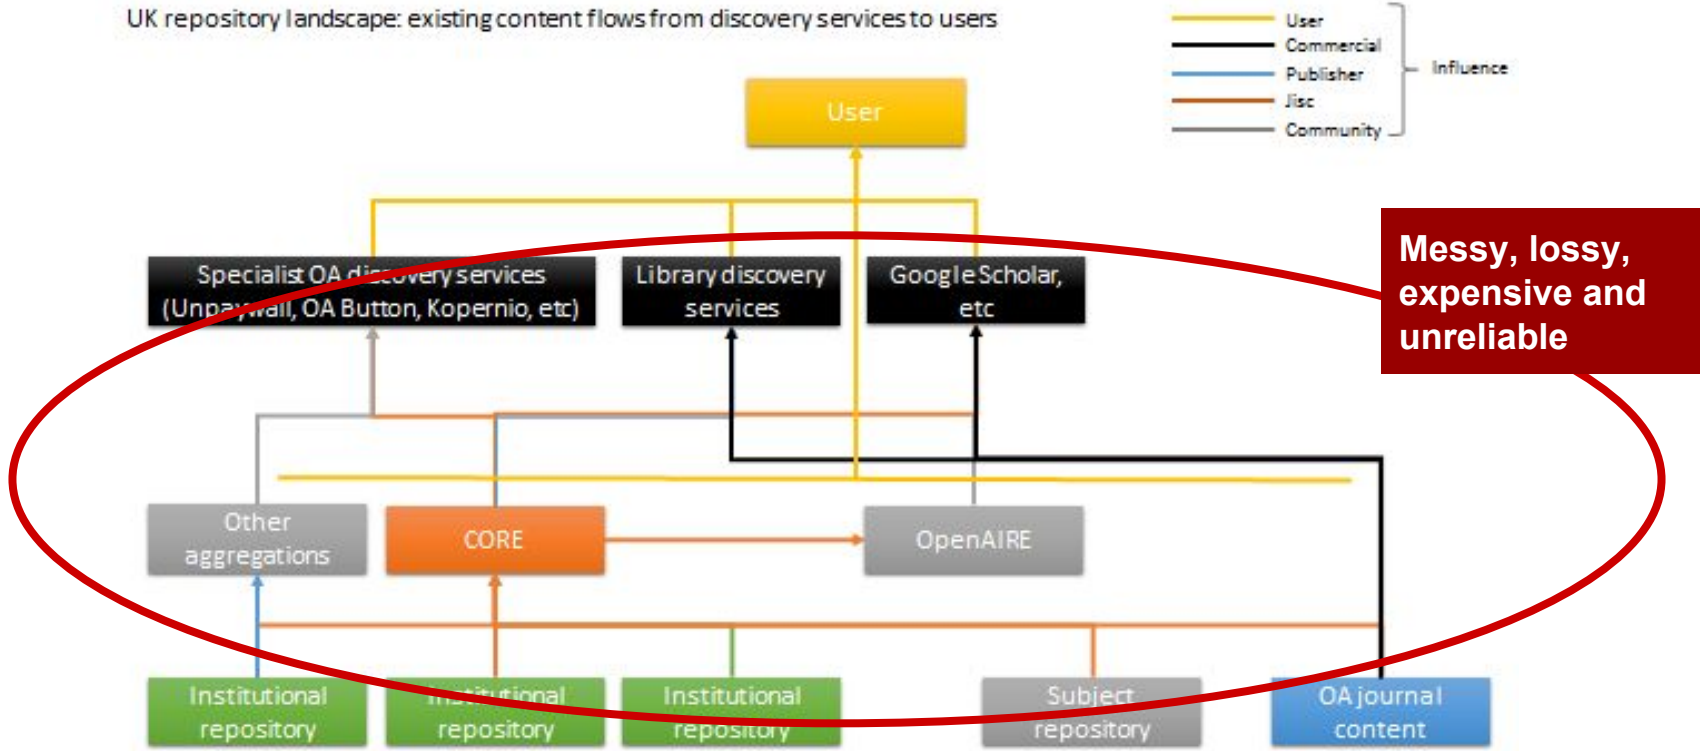 UK repository landscape: existing content flows from discovery services to users
User
Commercial
Publisher
Jisc
Community
Influence
User
Messy, lossy,
expensive and
unreliable
Specialist OA discovery services
(Unpaywall, OA Button, Kopernio, etc)
Library discovery
services
Google Scholar,
etc
Other
aggregations
CORE
OpenAIRE
Institutional
repository
Institutional
repository
Institutional
repository
Subject
repository
OA journal
content